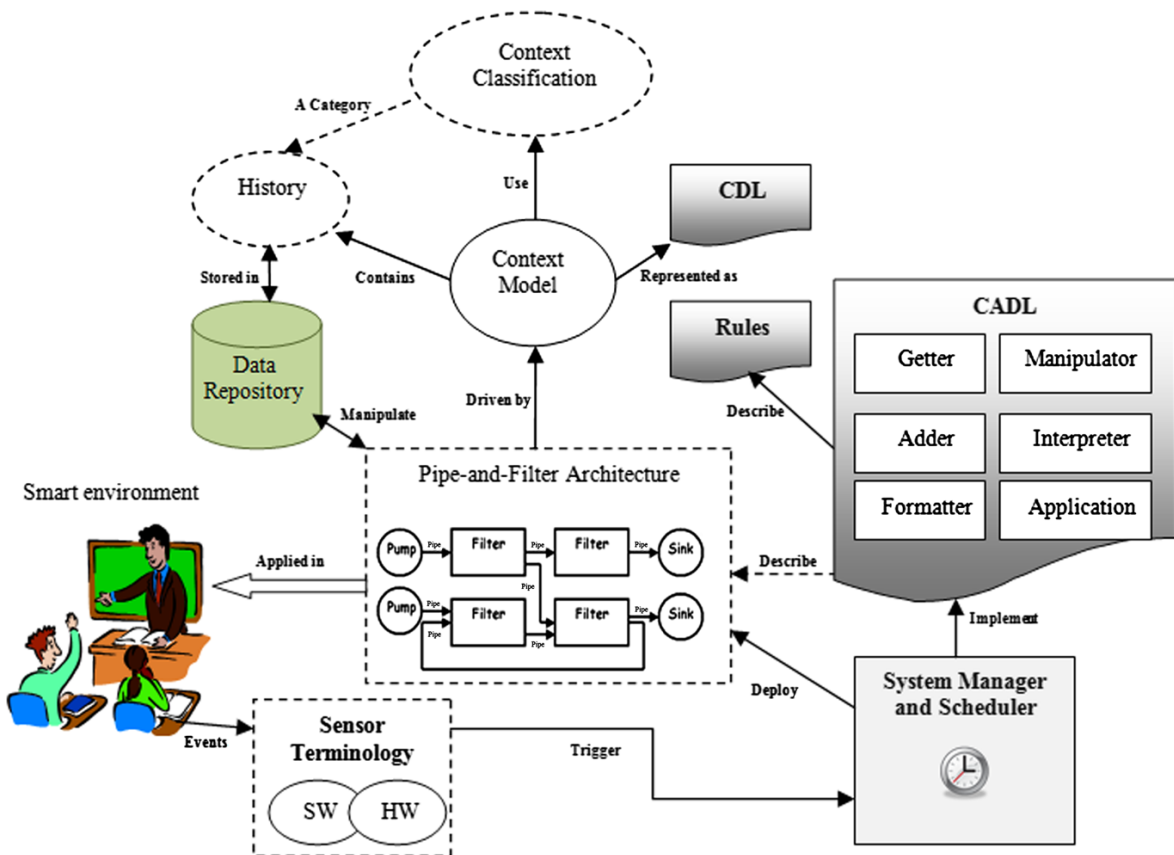 Context
Classification
A Category
History
Use
CDL
Context
Model
Stored in
Contains
Represented as
CADL
Rules
Getter
Manipulator
Data
Repository
Driven by
Describe
Manipulate
Adder
Interpreter
Pipe-and-Filter Architecture
Smart environment
Formatter
Application
Pump
Pipe
Filter
Pipe
Filter
Pipe
Sink
Applied in
Describe
Pipe
Pump
Pipe
Pipe
Filter
Pipe
Pipe
Filter
Pipe
Sink
Implement
Deploy
System Manager
and Scheduler
Events
Sensor
Terminology
Trigger
SW
HW